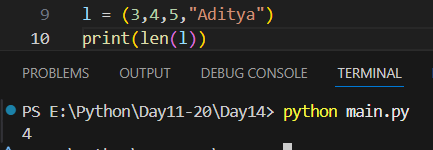 9 l = (3,4,5,"Aditya")
10 print(len(l))
PROBLEMS OUTPUT DEBUG CONSOLE TERMINAL
PS E:\Python\Day11-20\Day14> python main.py
4